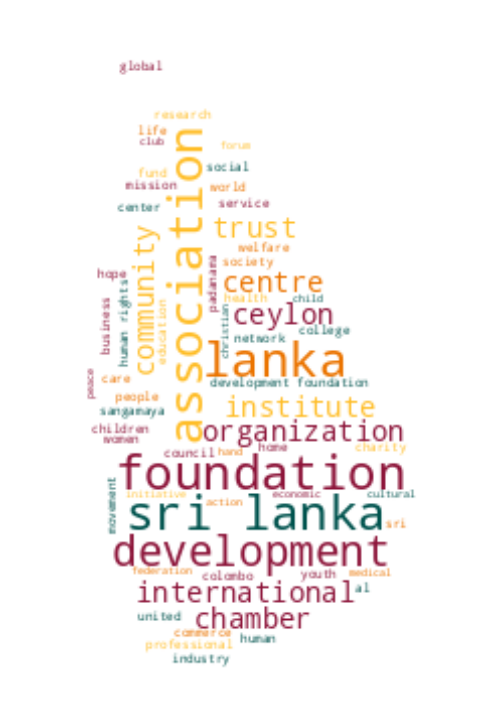 global
research
life
club
forum
association
social
fund
mission
world
center
service
trust
community
welfare
society
padanama
hope
centre
human rights
health
child
business
education
christian
ceylon
college
network
lanka
peace
care
development foundation
people
sangamaya
institute
children
women
organization
home
charity
council
hand
foundation
movement
initiative
economic
cultural
action
sri lanka
sri
development
federation
colombo
youth
medical
international
al
united
chamber
commerce
human
professional
industry